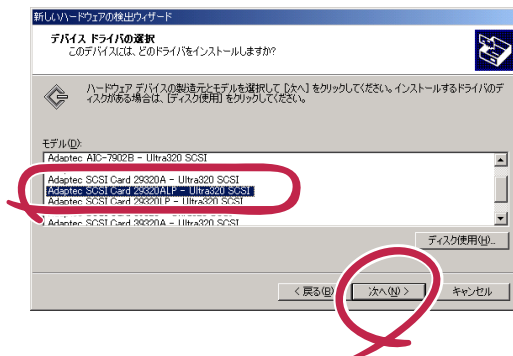 新しいハードウェアの検出ウィザード
デバイス ドライバの選択
このデバイスには、どのドライバをインストールしますか?
ハードウェア デバイスの製造元とモデルを選択して [次へ] をクリックしてください。インストールするドライバのデ
ィスクがある場合は、[ディスク使用] をクリックしてください。
モデル(D):
Adaptec AIC-7902B - Ultra320 SCSI
Adaptec SCSI Card 29320A - Ultra320 SCSI
Adaptec SCSI Card 29320ALP - Ultra320 SCSI
Adaptec SCSI Card 29320LP - Ultra320 SCSI
Adaptec SCSI Card 39320A - Ultra320 SCSI
ディスク使用(H)...
< 戻る(B)
次へ(N) >
キャンセル